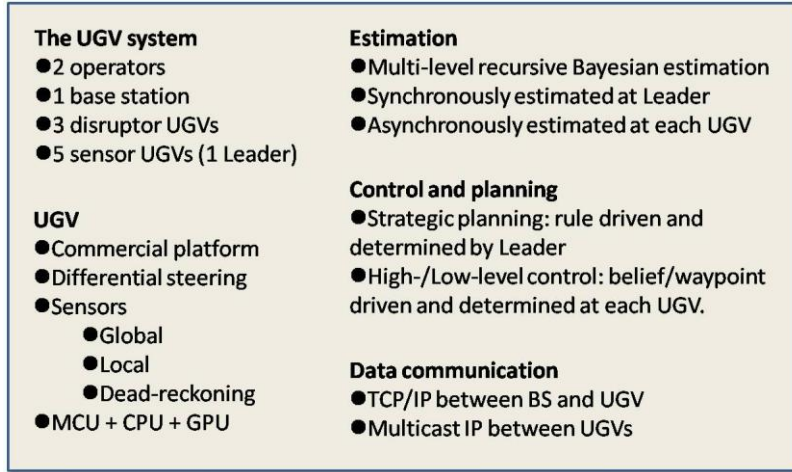 The UGV system
●2 operators
●1 base station
●3 disruptor UGVs
●5 sensor UGVs (1 Leader)
UGV
●Commercial platform
●Differential steering
●Sensors
●Global
●Local
●Dead-reckoning
●MCU + CPU + GPU
Estimation
●Multi-level recursive Bayesian estimation
●Synchronously estimated at Leader
●Asynchronously estimated at each UGV
Control and planning
●Strategic planning: rule driven and
determined by Leader
●High-/Low-level control: belief/waypoint
driven and determined at each UGV.
Data communication
●TCP/IP between BS and UGV
●Multicast IP between UGVs